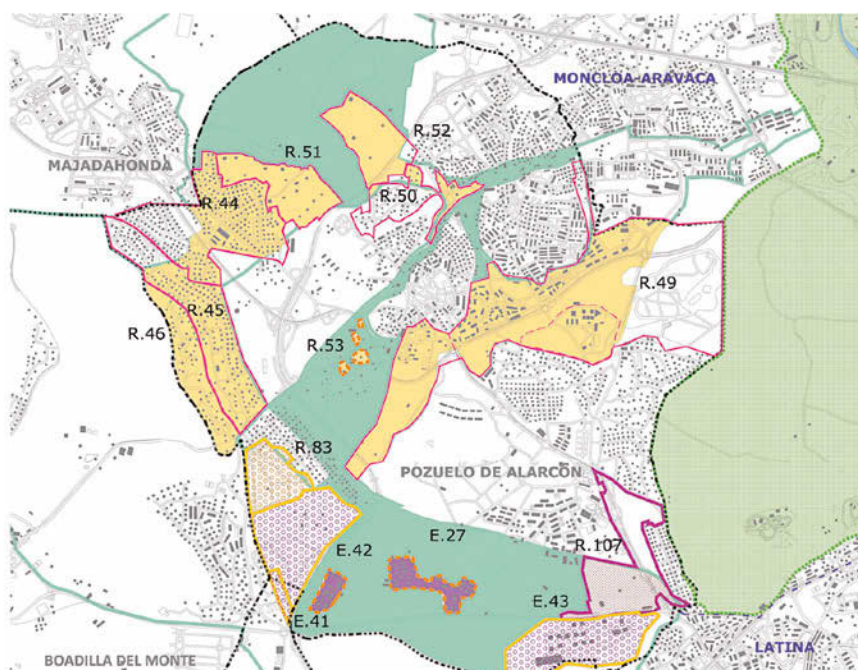 MONCLOA-ARAVACA
R.52
R.51
MAJADAHONDA
R.50
R.44
R.49
R.45
R.46
R.53
R.83
POZUELO DE ALARCÓN
E.27
R.107
E.42
E.43
E.41
LATINA
BOADILLA DEL MONTE